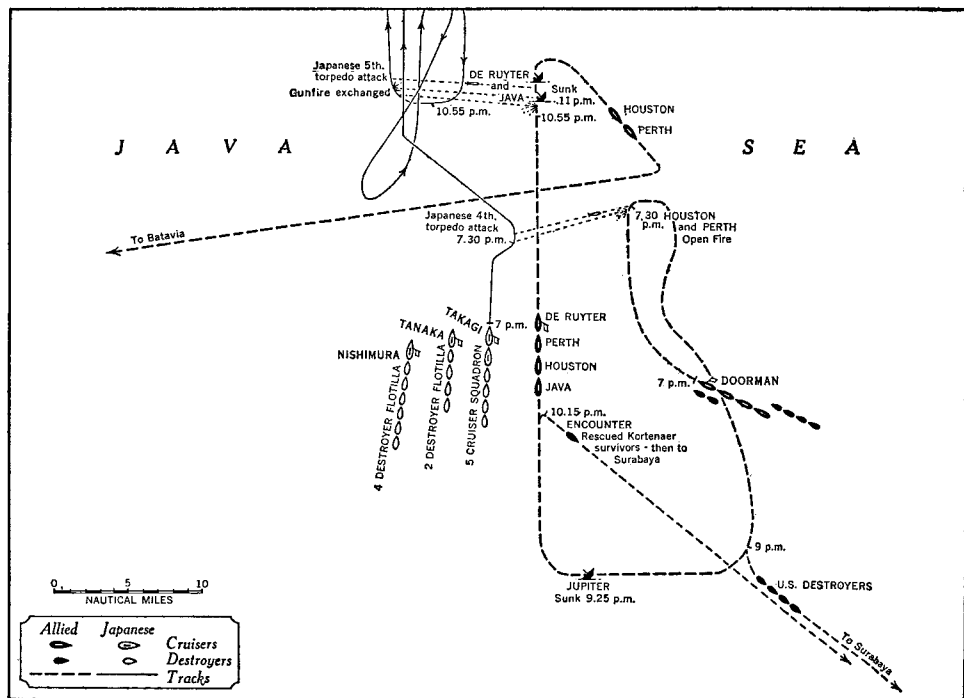 Japanese 5th.
torpedo attack
Gunfire exchanged
10.55 p.m.
DE RUYTER
and
JAVA
Sunk
11 p.m.
10.55 p.m.
HOUSTON
PERTH
JAVA
SEA
To Batavia
Japanese 4th.
torpedo attack
7.30 p.m.
7.30 HOUSTON
p.m. and PERTH
Open Fire
TAKAGI
7 p.m.
TANAKA
NISHIMURA
4 DESTROYER FLOTILLA
2 DESTROYER FLOTILLA
5 CRUISER SQUADRON
DE RUYTER
PERTH
HOUSTON
JAVA
7 p.m.
DOORMAN
10.15 p.m.
ENCOUNTER
Rescued Kortenaer
survivors - then to
Surabaya
9 p.m.
JUPITER
Sunk 9.25 p.m.
U.S. DESTROYERS
To Surabaya
0 5 10
NAUTICAL MILES
Allied Japanese
Cruisers
Destroyers
Tracks